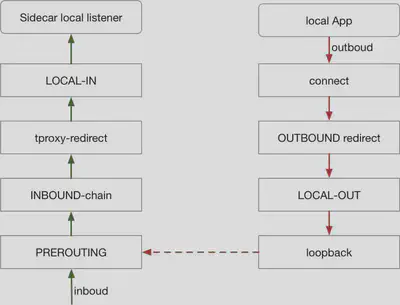 Sidecar local listener
local App
outboud
LOCAL-IN
connect
tproxy-redirect
OUTBOUND redirect
INBOUND-chain
LOCAL-OUT
PREROUTING
loopback
inboud